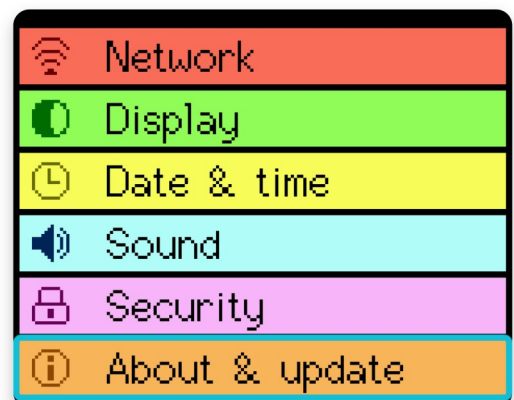 Network
Display
Date & time
Sound
Security
About & update